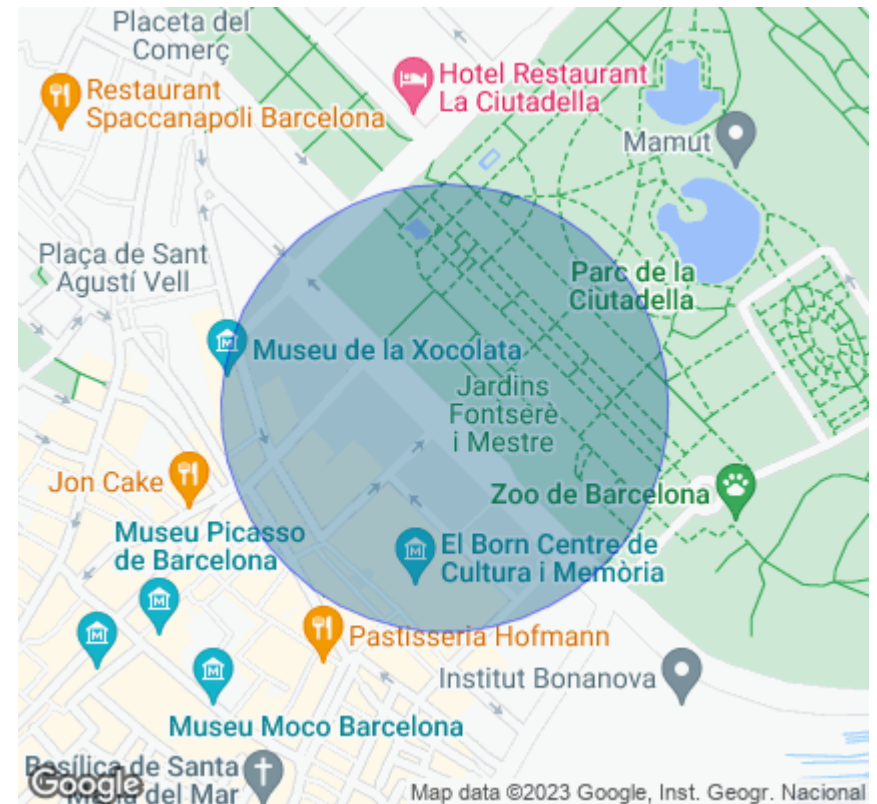 Placeta del
Comerç
Hotel Restaurant
La Ciutadella
Restaurant
Spaccanapoli Barcelona
Mamut
Plaça de Sant
Agustí Vell
Parc de la
Ciutadella
Museu de la Xocolata
Jardins
Fontserè
i Mestre
Jon Cake
Zoo de Barcelona
Museu Picasso
de Barcelona
El Born Centre de
Cultura i Memòria
Pastisseria Hofmann
Institut Bonanova
Museu Moco Barcelona
Basílica de Santa
Maria del Mar
Google
Map data ©2023 Google, Inst. Geogr. Nacional